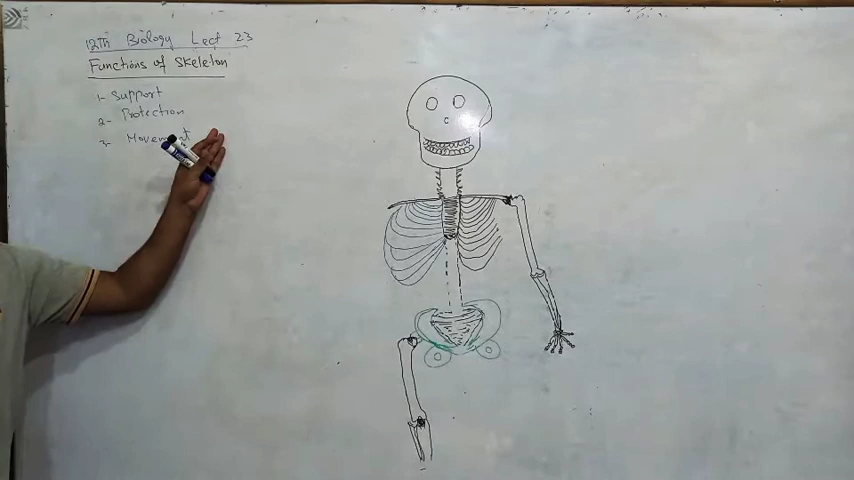 12Th Biology Lect 23
Functions of Skeleton
1- Support
2- Protection
3- Movement